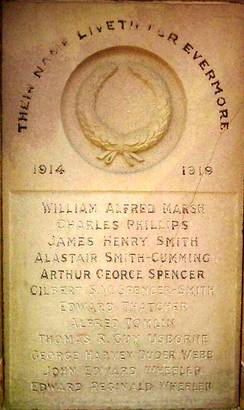 THEIR NAME LIVETH FOR EVERMORE
1914 1919
WILLIAM ALFRED MARSH
CHARLES PHILLIPS
JAMES HENRY SMITH
ALASTAIR SMITH-CUMMING
ARTHUR GEORGE SPENCER
GILBERT SPENCER-SMITH
EDWARD THATCHER
ALFRED TOMLIN
THOMAS R. GUY USBORNE
GEORGE HARVEY DUDER WEBB
JOHN EDWARD WHEELER
EDWARD REGINALD WHEELER